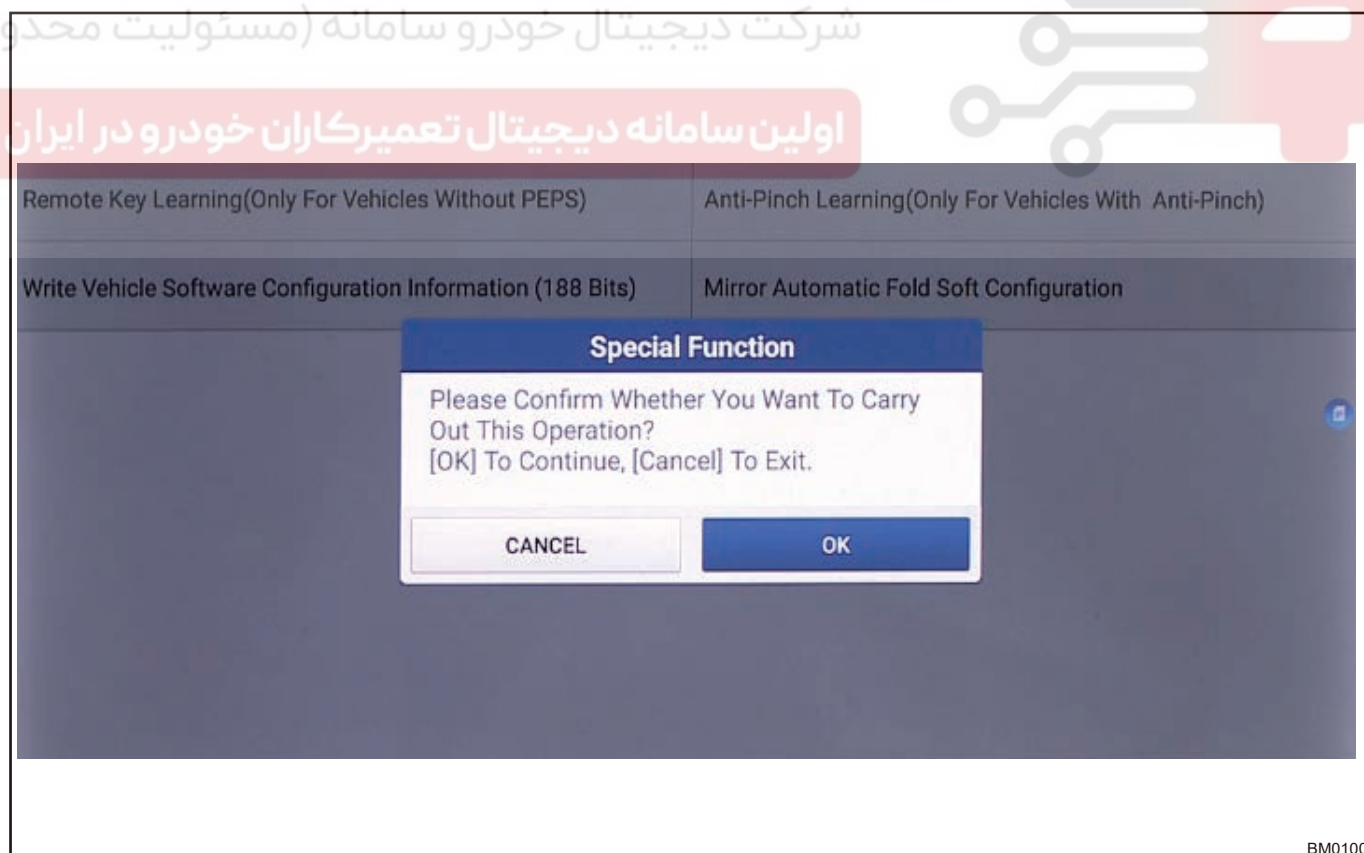 شرکت دیجیتال خودرو سامانه (مسئولیت محدو
اولین سامانه دیجیتال تعمیرکاران خودرو در ایران
Remote Key Learning(Only For Vehicles Without PEPS)
Anti-Pinch Learning(Only For Vehicles With Anti-Pinch)
Write Vehicle Software Configuration Information (188 Bits)
Mirror Automatic Fold Soft Configuration
Special Function
Please Confirm Whether You Want To Carry
Out This Operation?
[OK] To Continue, [Cancel] To Exit.
CANCEL
OK
BM0100